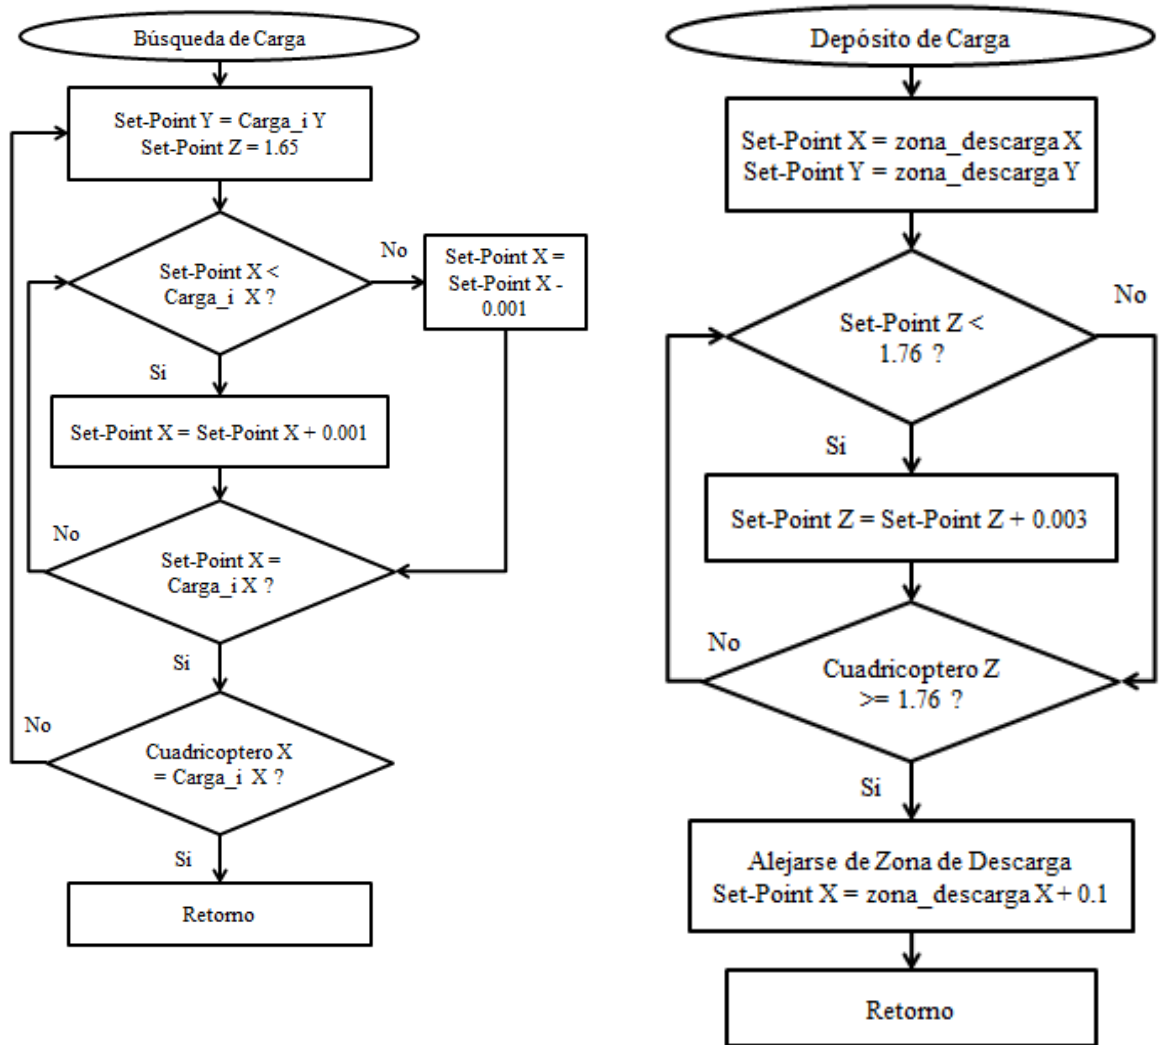 Búsqueda de Carga
Set-Point Y = Carga_i Y
Set-Point Z = 1.65
Set-Point X <
Carga_i X ?
No
Set-Point X =
Set-Point X -
0.001
Si
Set-Point X = Set-Point X + 0.001
No
Set-Point X =
Carga_i X ?
Si
No
Cuadricoptero X
= Carga_i X ?
Si
Retorno
Depósito de Carga
Set-Point X = zona_descarga X
Set-Point Y = zona_descarga Y
No
Set-Point Z <
1.76 ?
Si
Set-Point Z = Set-Point Z + 0.003
No
Cuadricoptero Z
>= 1.76 ?
Si
Alejarse de Zona de Descarga
Set-Point X = zona_descarga X + 0.1
Retorno